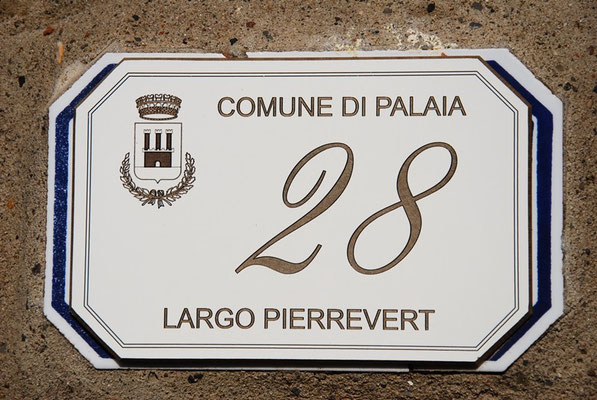 COMUNE DI PALAIA
28
LARGO PIERREVERT